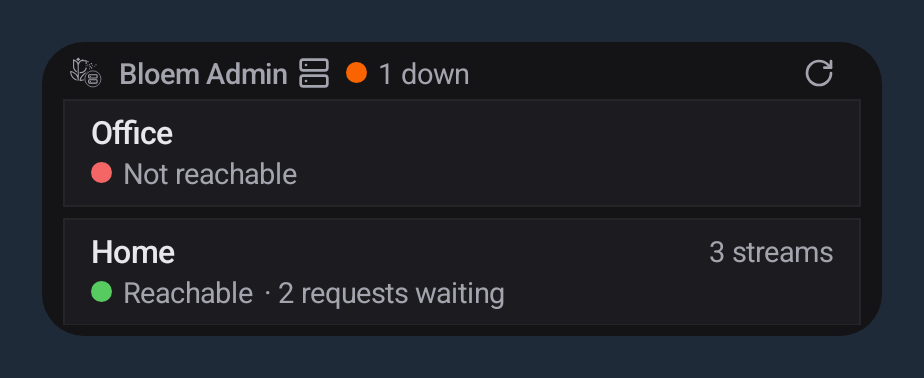 Bloem Admin 1 down
Office
Not reachable
Home 3 streams
Reachable · 2 requests waiting